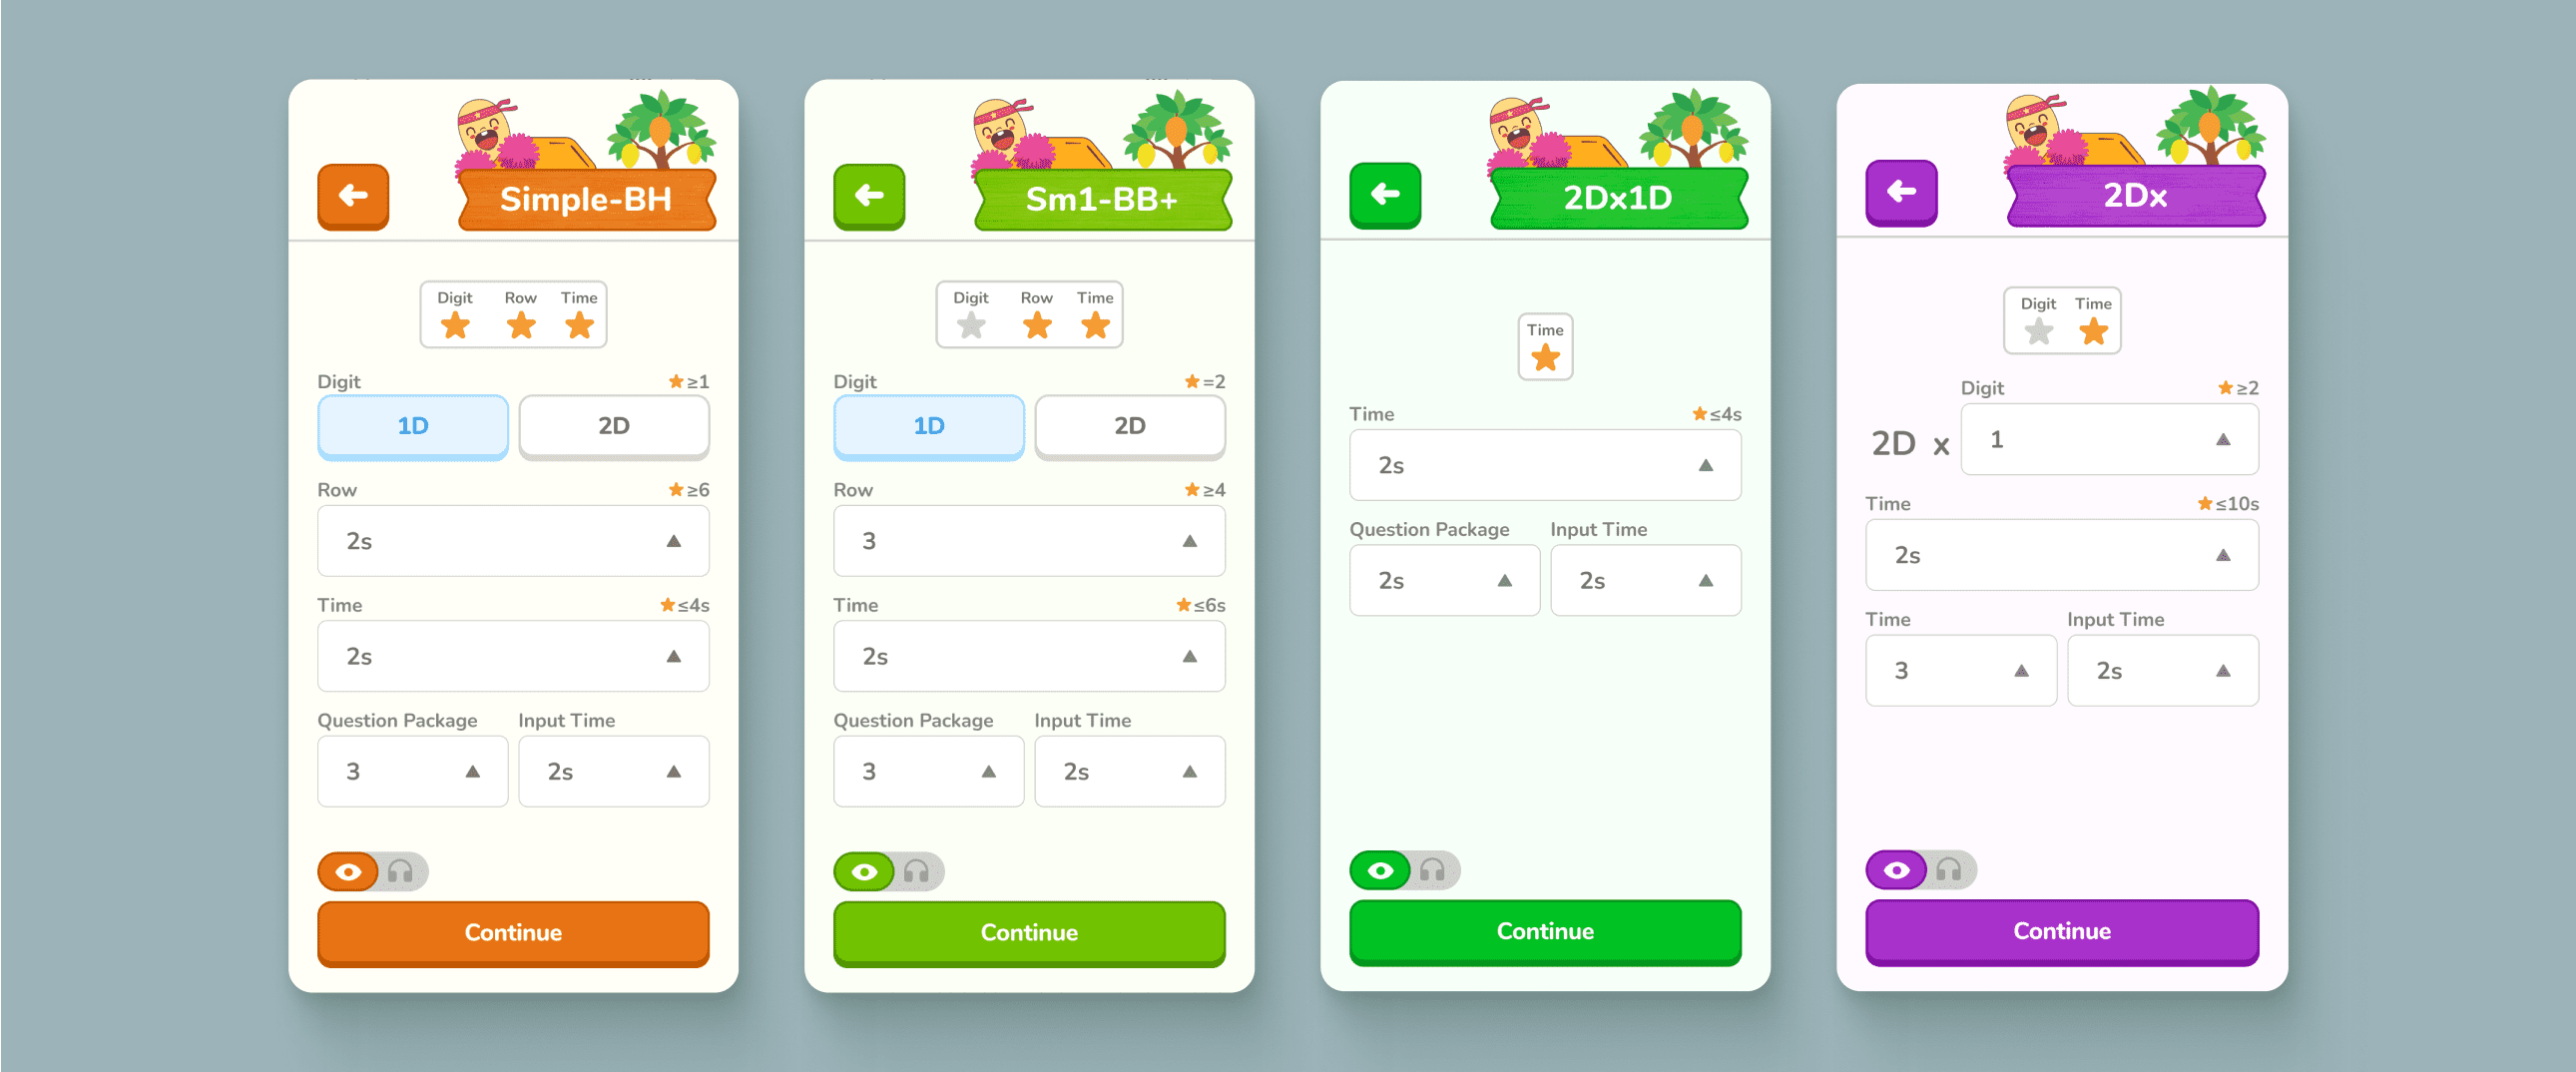 Simple-BH
Digit Row Time
Digit ★≥1
1D 2D
Row ★≥6
2s
Time ★≤4s
2s
Question Package Input Time
3 2s
Continue
Sm1-BB+
Digit Row Time
Digit ★=2
1D 2D
Row ★≥4
3
Time ★≤6s
2s
Question Package Input Time
3 2s
Continue
2Dx1D
Time
Time ★≤4s
2s
Question Package Input Time
2s 2s
Continue
2Dx
Digit Time
Digit ★≥2
2D x 1
Time ★≤10s
2s
Time Input Time
3 2s
Continue